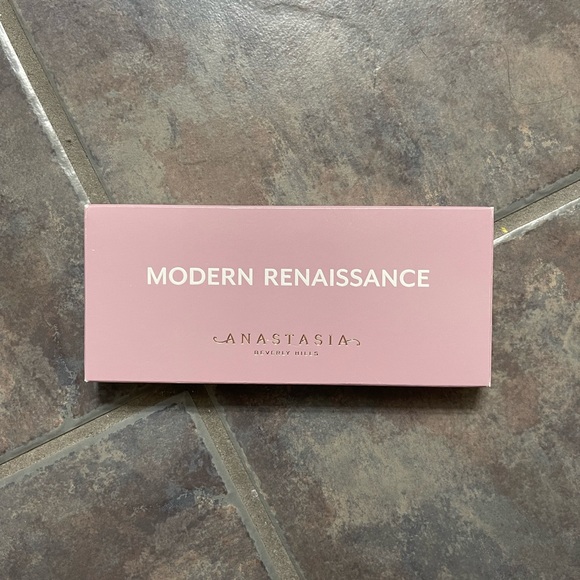 MODERN RENAISSANCE
ANASTASIA
BEVERLY HILLS